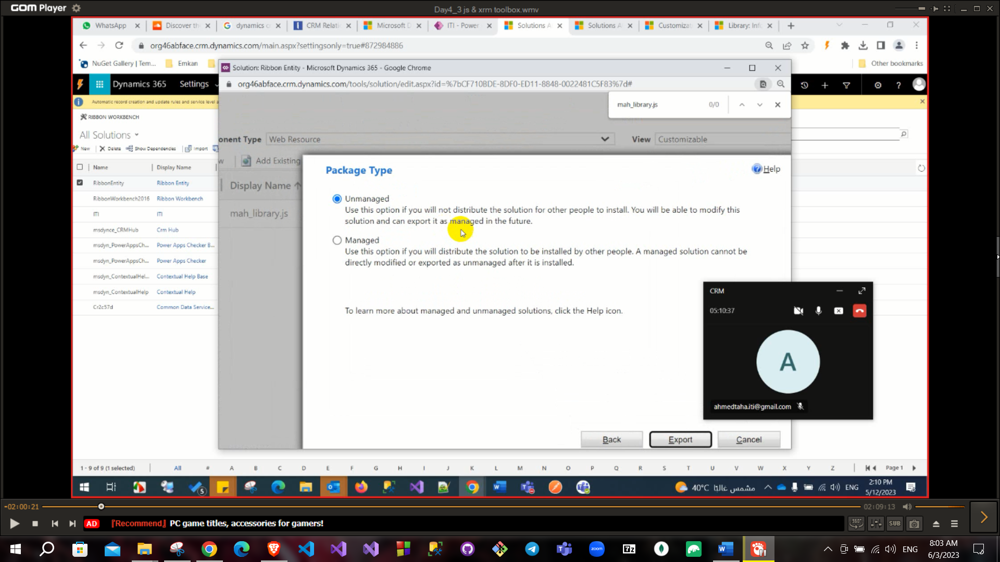 GOM Player
Day4_3 js & xrm toolbox.wmv
WhatsApp
Discover th
dynamics c
CRM Relati
Microsoft D
ITI - Power
Solutions A
Solutions A
Customizat
Library: Inf
org46abface.crm.dynamics.com/main.aspx?settingsonly=true#872984886
NuGet Gallery | Tem...
Emkan
Other bookmarks
Solution: Ribbon Entity - Microsoft Dynamics 365 - Google Chrome
org46abface.crm.dynamics.com/tools/solution/edit.aspx?id=%7bCF710BDE-8DF0-ED11-8848-0022481C5F83%7d#
Dynamics 365
Settings
Automatic record creation and update rules and service level a
mah_library.js
0/0
RIBBON WORKBENCH
All Solutions
onent Type
Web Resource
View
Customizable
New
Delete
Show Dependencies
Import
w
Add Existing
Name
Display Name
RibbonEntity
Ribbon Entity
RibbonWorkbench2016
Ribbon Workbench
ITI
ITI
msdynce_CRMHub
Crm Hub
msdyn_PowerAppsCh...
Power Apps Checker B...
msdyn_PowerAppsCh...
Power Apps Checker
msdyn_ContextualHel...
Contextual Help Base
msdyn_ContextualHelp
Contextual Help
Cr2c57d
Common Data Service...
Display Name
mah_library.js
Package Type
Help
Unmanaged
Use this option if you will not distribute the solution for other people to install. You will be able to modify this
solution and can export it as managed in the future.
Managed
Use this option if you will distribute the solution to be installed by other people. A managed solution cannot be
directly modified or exported as unmanaged after it is installed.
To learn more about managed and unmanaged solutions, click the Help icon.
CRM
05:10:37
A
ahmedtaha.iti@gmail.com
Back
Export
Cancel
1 - 9 of 9 (1 selected)
All # A B C D E F G H I J K L M N O P Q R S T U V W X Y Z
Page 1
5
40°C مشمس غالبًا
ENG
2:10 PM
5/12/2023
-02:00:21
02:09:13
AD
『Recommend』 PC game titles, accessories for gamers!
360°
SUB
zoom
7z
ENG
8:03 AM
6/3/2023